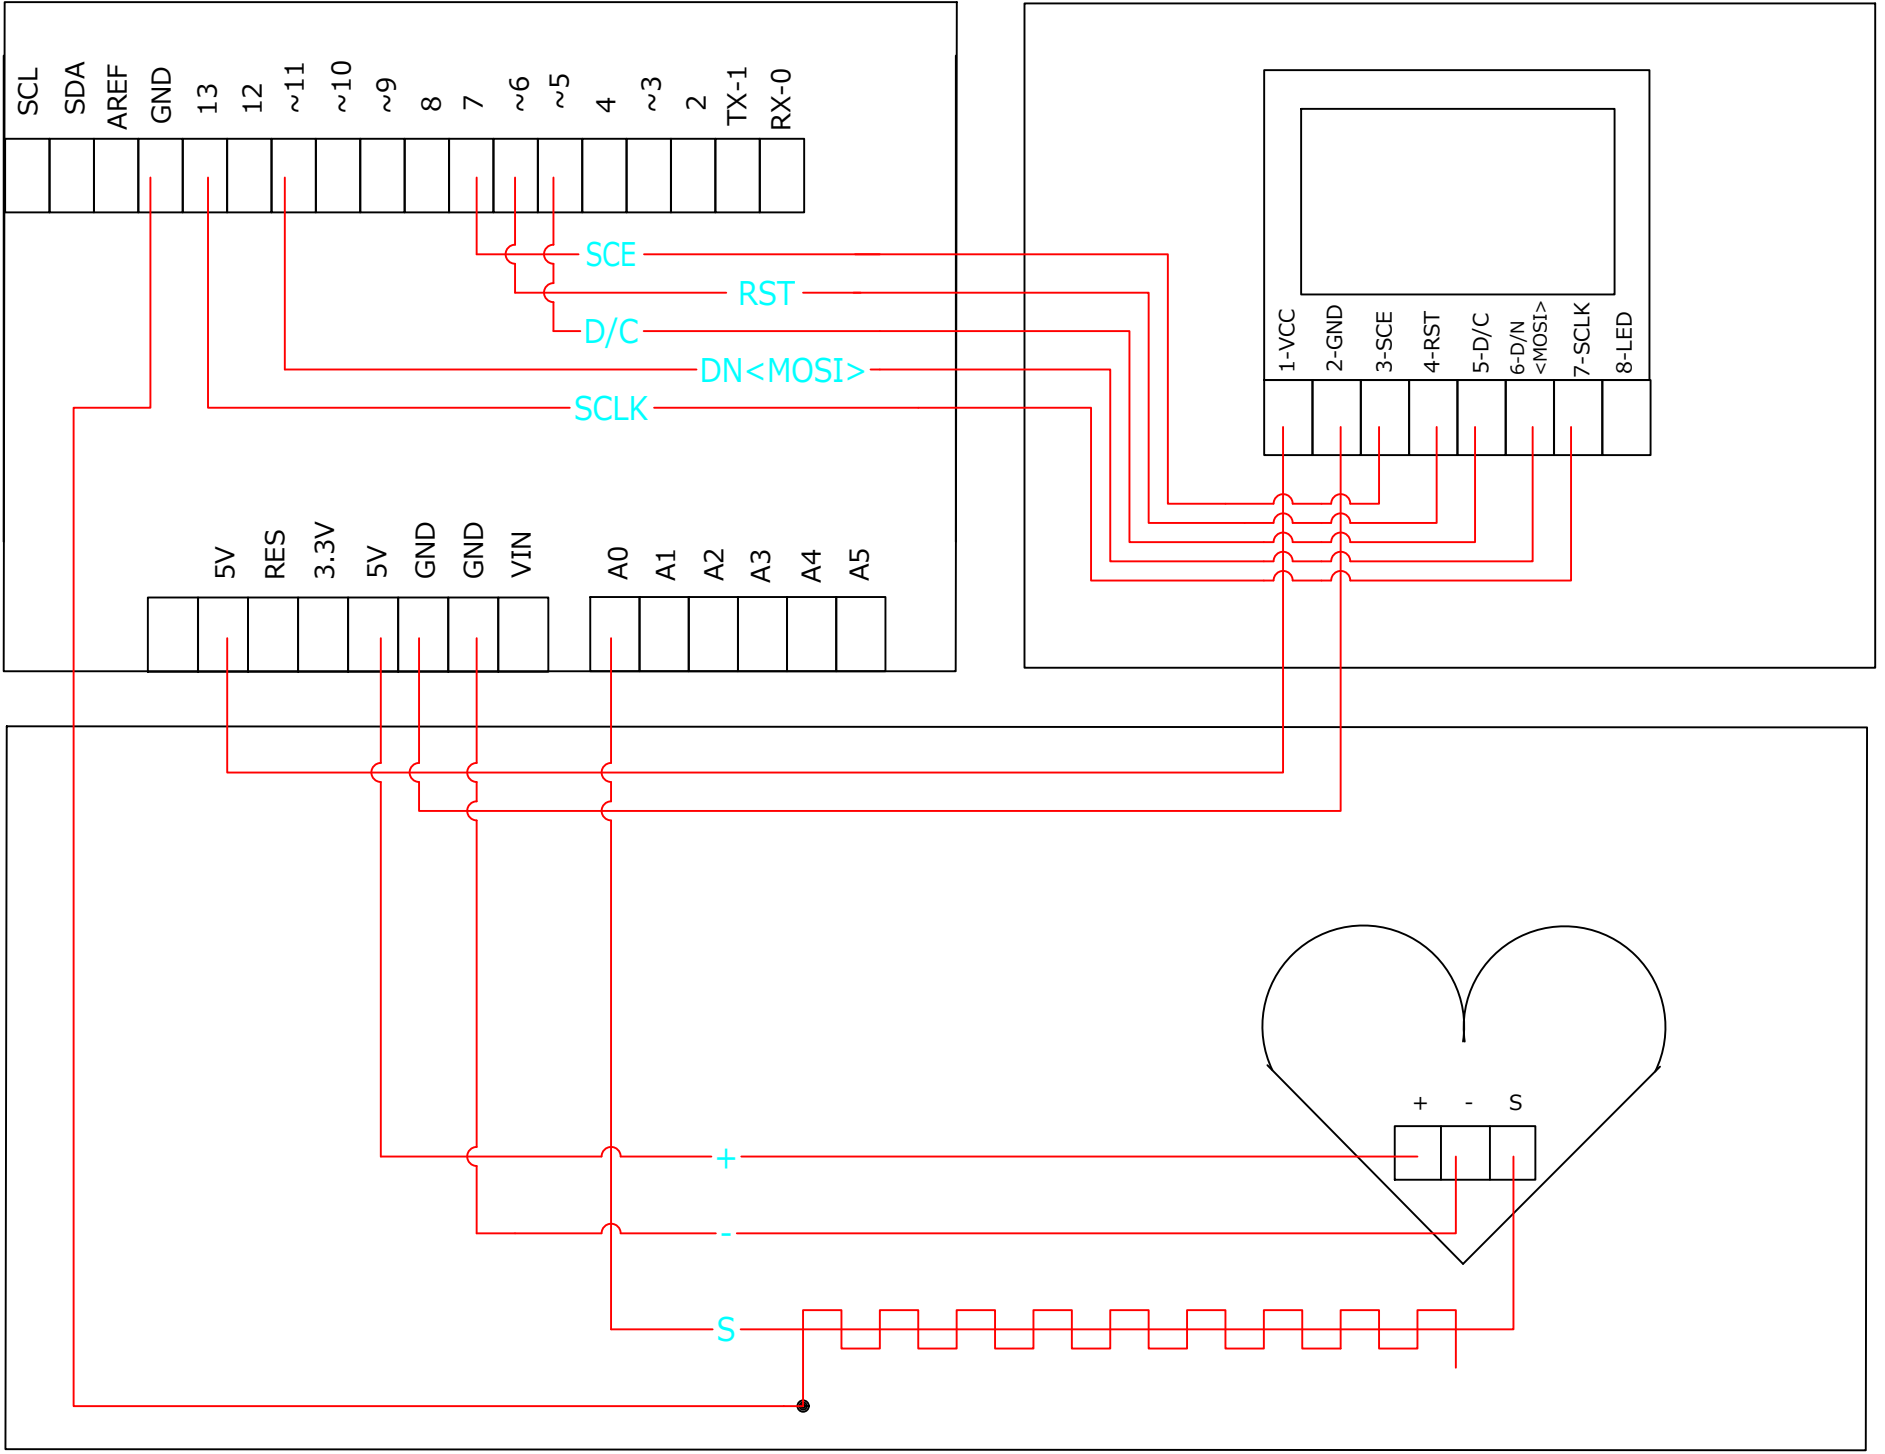 SCL
SDA
AREF
GND
13
12
~11
~10
~9
8
7
~6
~5
4
~3
2
TX-1
RX-0
SCE
RST
D/C
DN<MOSI>
SCLK
1-VCC
2-GND
3-SCE
4-RST
5-D/C
6-D/N
<MOSI>
7-SCLK
8-LED
5V
RES
3.3V
5V
GND
GND
VIN
A0
A1
A2
A3
A4
A5
+
-
S
+
-
S